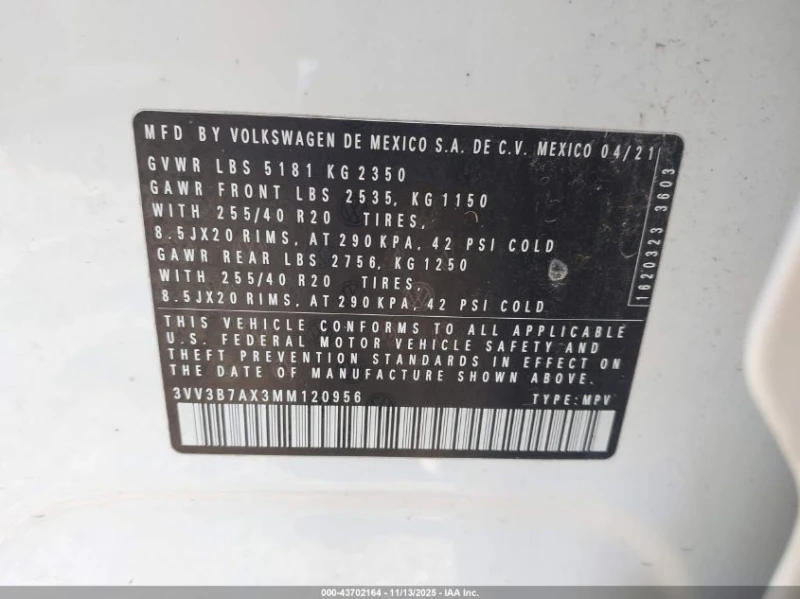 MFD BY VOLKSWAGEN DE MEXICO S.A. DE C.V. MEXICO 04/21
GVWR LBS 5181 KG 2350
GAWR FRONT LBS 2535, KG 1150
WITH 255/40 R20 TIRES,
8.5JX20 RIMS, AT 290 KPA, 42 PSI COLD
GAWR REAR LBS 2756, KG 1250
WITH 255/40 R20 TIRES,
8.5JX20 RIMS, AT 290 KPA, 42 PSI COLD
1620323 3603
THIS VEHICLE CONFORMS TO ALL APPLICABLE
U.S. FEDERAL MOTOR VEHICLE SAFETY AND
THEFT PREVENTION STANDARDS IN EFFECT ON
THE DATE OF MANUFACTURE SHOWN ABOVE.
3VV3B7AX3MM120956 TYPE: MPV
000-43702164 - 11/13/2025 - IAA Inc.